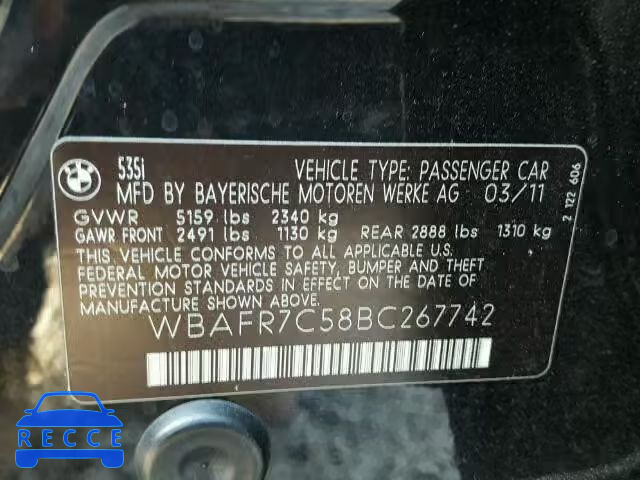 BMW
535i VEHICLE TYPE: PASSENGER CAR
MFD BY BAYERISCHE MOTOREN WERKE AG 03/11
GVWR 5159 lbs 2340 kg
GAWR FRONT 2491 lbs 1130 kg REAR 2888 lbs 1310 kg
THIS VEHICLE CONFORMS TO ALL APPLICABLE U.S.
FEDERAL MOTOR VEHICLE SAFETY, BUMPER AND THEFT
PREVENTION STANDARDS IN EFFECT ON THE DATE OF
MANUFACTURE SHOWN ABOVE.
WBAFR7C58BC267742
2 122 606
RECCE